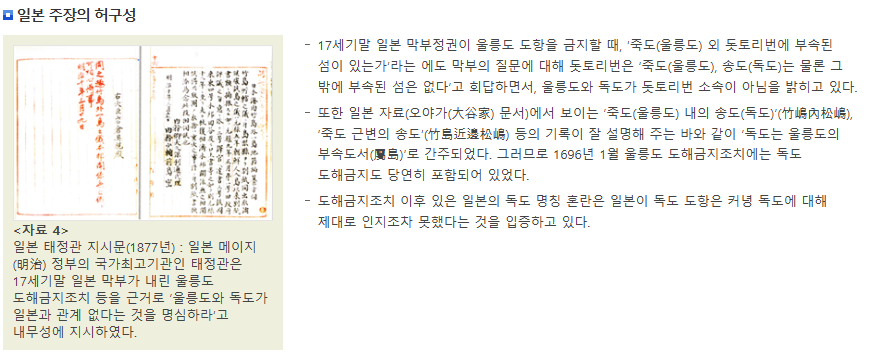 일본 주장의 허구성
<자료 4>
일본 태정관 지시문(1877년) : 일본 메이지
(明治) 정부의 국가최고기관인 태정관은
17세기말 일본 막부가 내린 울릉도
도해금지조치 등을 근거로 '울릉도와 독도가
일본과 관계 없다는 것을 명심하라'고
내무성에 지시하였다.
- 17세기말 일본 막부정권이 울릉도 도항을 금지할 때, '죽도(울릉도) 외 돗토리번에 부속된
섬이 있는가'라는 에도 막부의 질문에 대해 돗토리번은 '죽도(울릉도), 송도(독도)는 물론 그
밖에 부속된 섬은 없다'고 회답하면서, 울릉도와 독도가 돗토리번 소속이 아님을 밝히고 있다.
- 또한 일본 자료(오야가(大谷家) 문서)에서 보이는 '죽도(울릉도) 내의 송도(독도)'(竹嶋內松嶋),
'죽도 근변의 송도'(竹島近邊松嶋) 등의 기록이 잘 설명해 주는 바와 같이 '독도는 울릉도의
부속도서(屬島)'로 간주되었다. 그러므로 1696년 1월 울릉도 도해금지조치에는 독도
도해금지도 당연히 포함되어 있었다.
- 도해금지조치 이후 있은 일본의 독도 명칭 혼란은 일본이 독도 도항은 커녕 독도에 대해
제대로 인지조차 못했다는 것을 입증하고 있다.